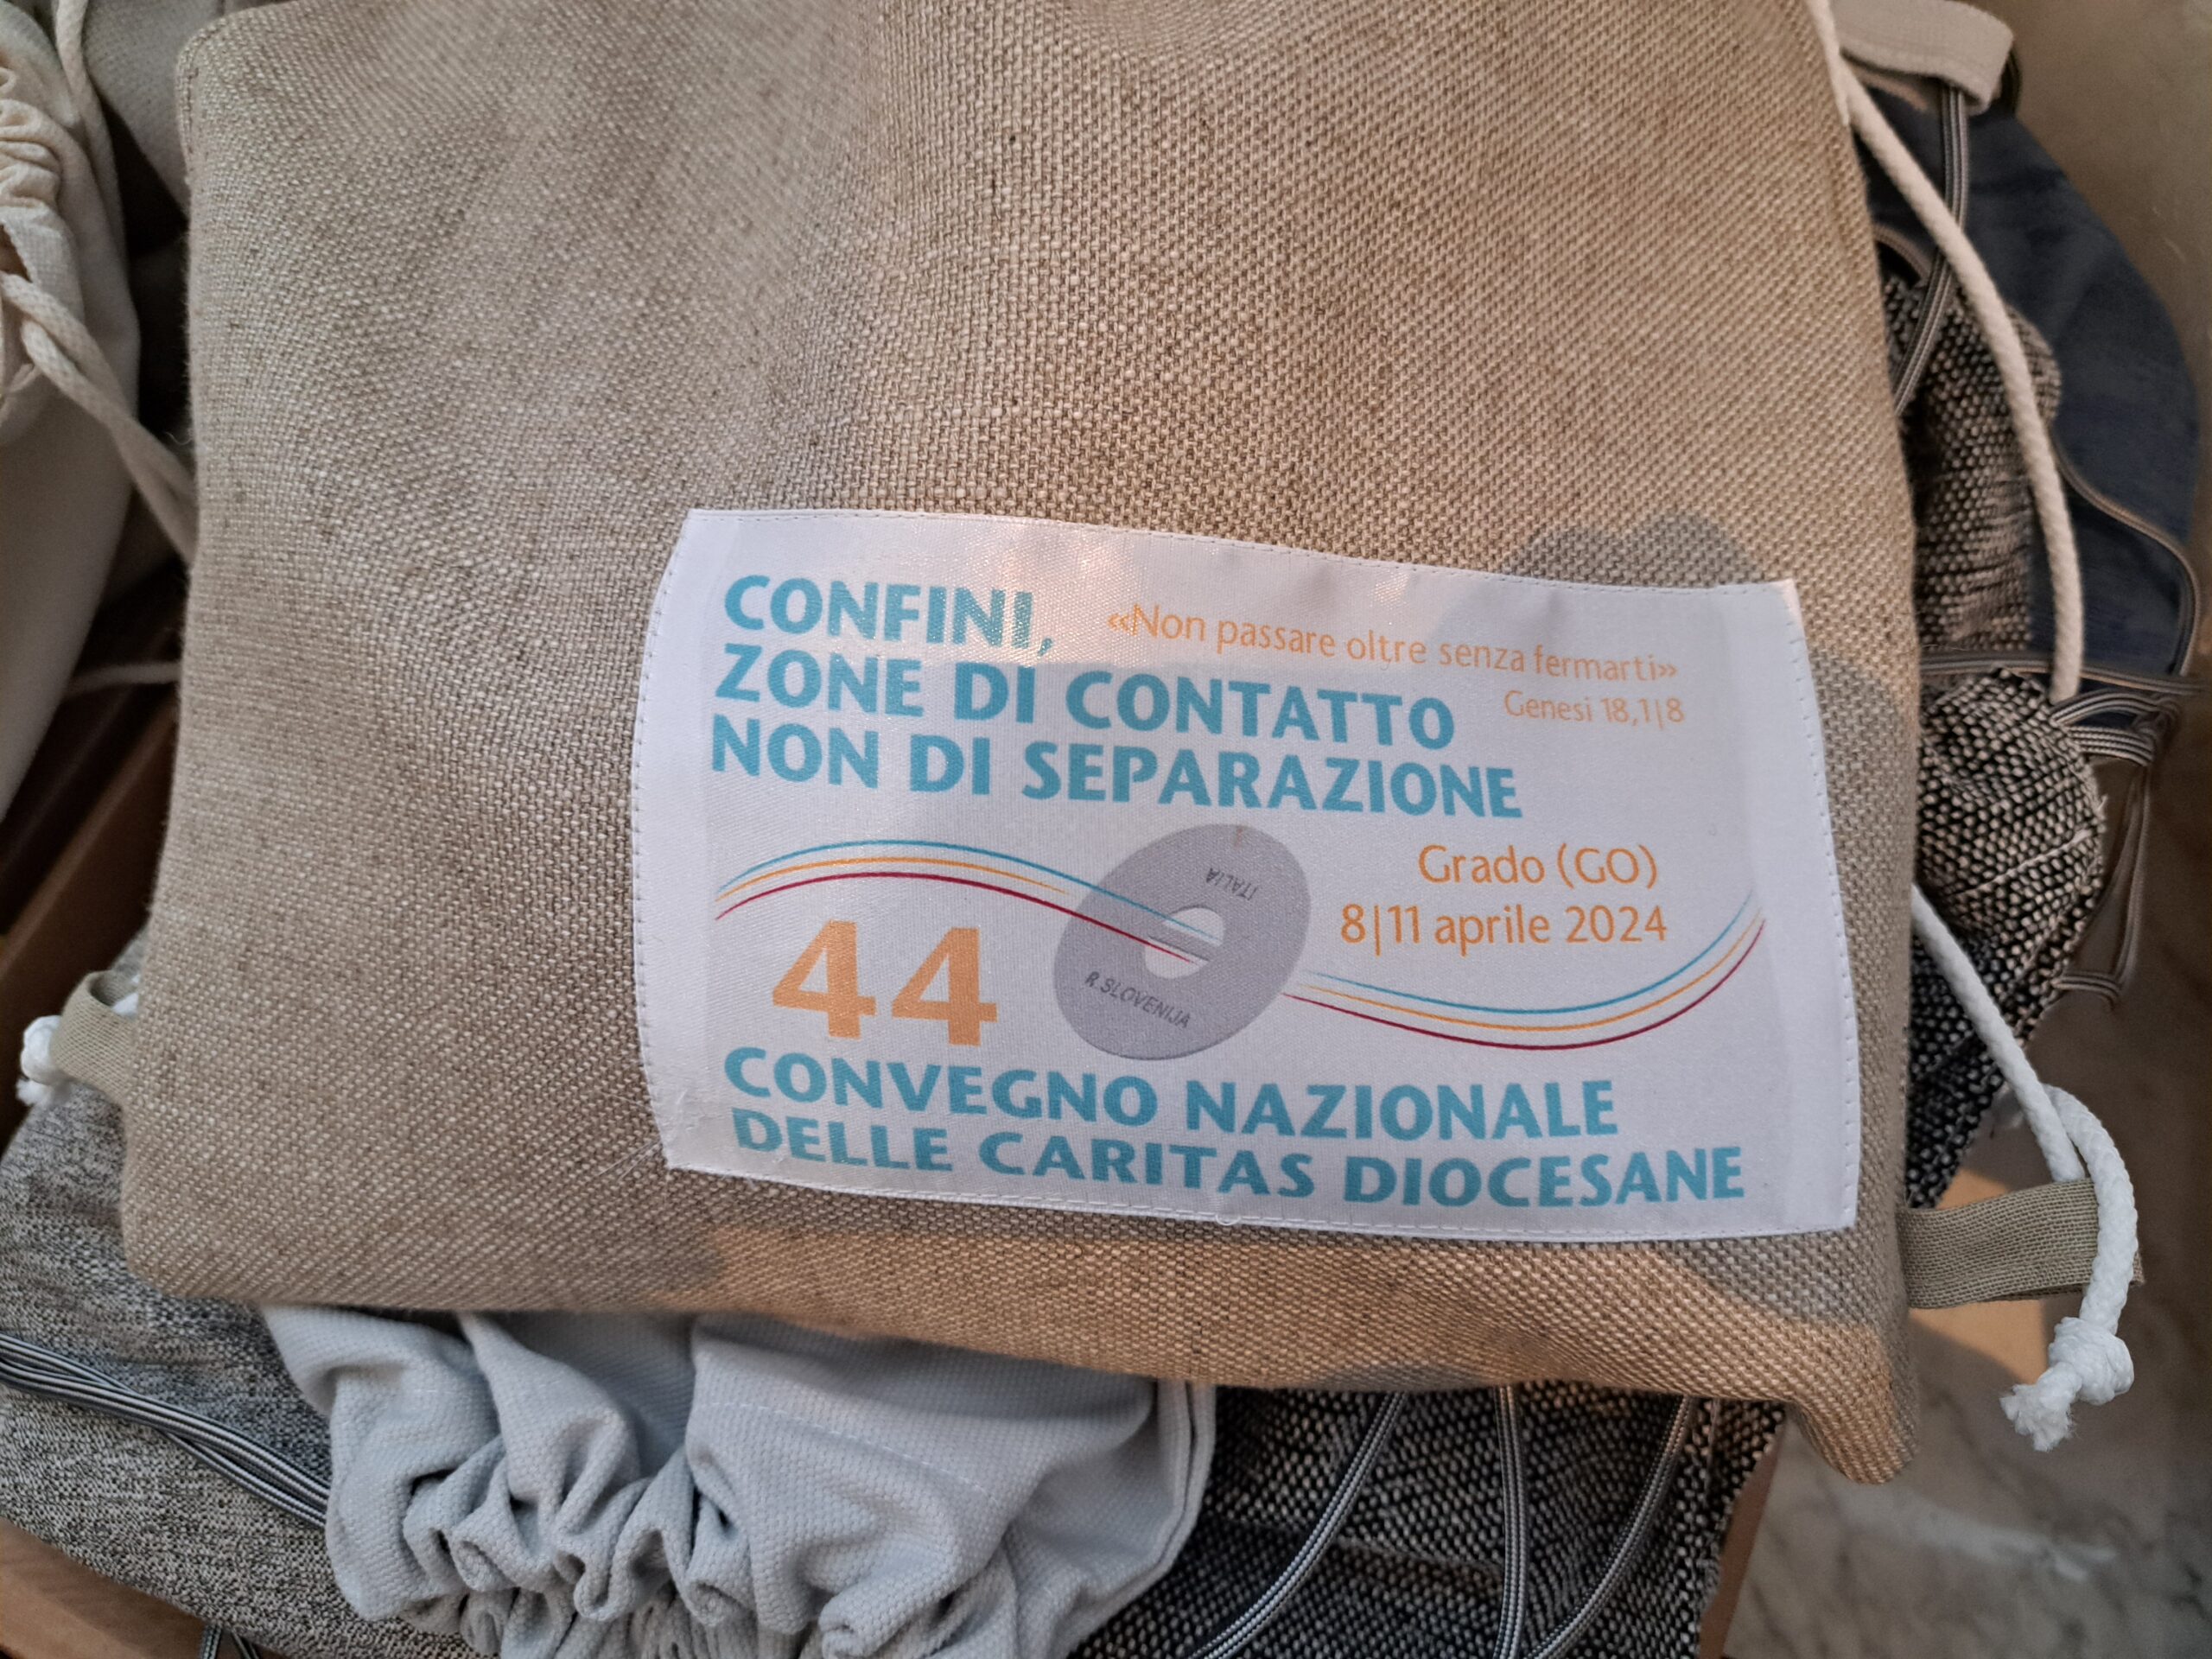 CONFINI,
«Non passare oltre senza fermarti»
Genesi 18,1|8
ZONE DI CONTATTO
NON DI SEPARAZIONE
ITALIA
R.SLOVENIJA
Grado (GO)
8|11 aprile 2024
44
CONVEGNO NAZIONALE
DELLE CARITAS DIOCESANE